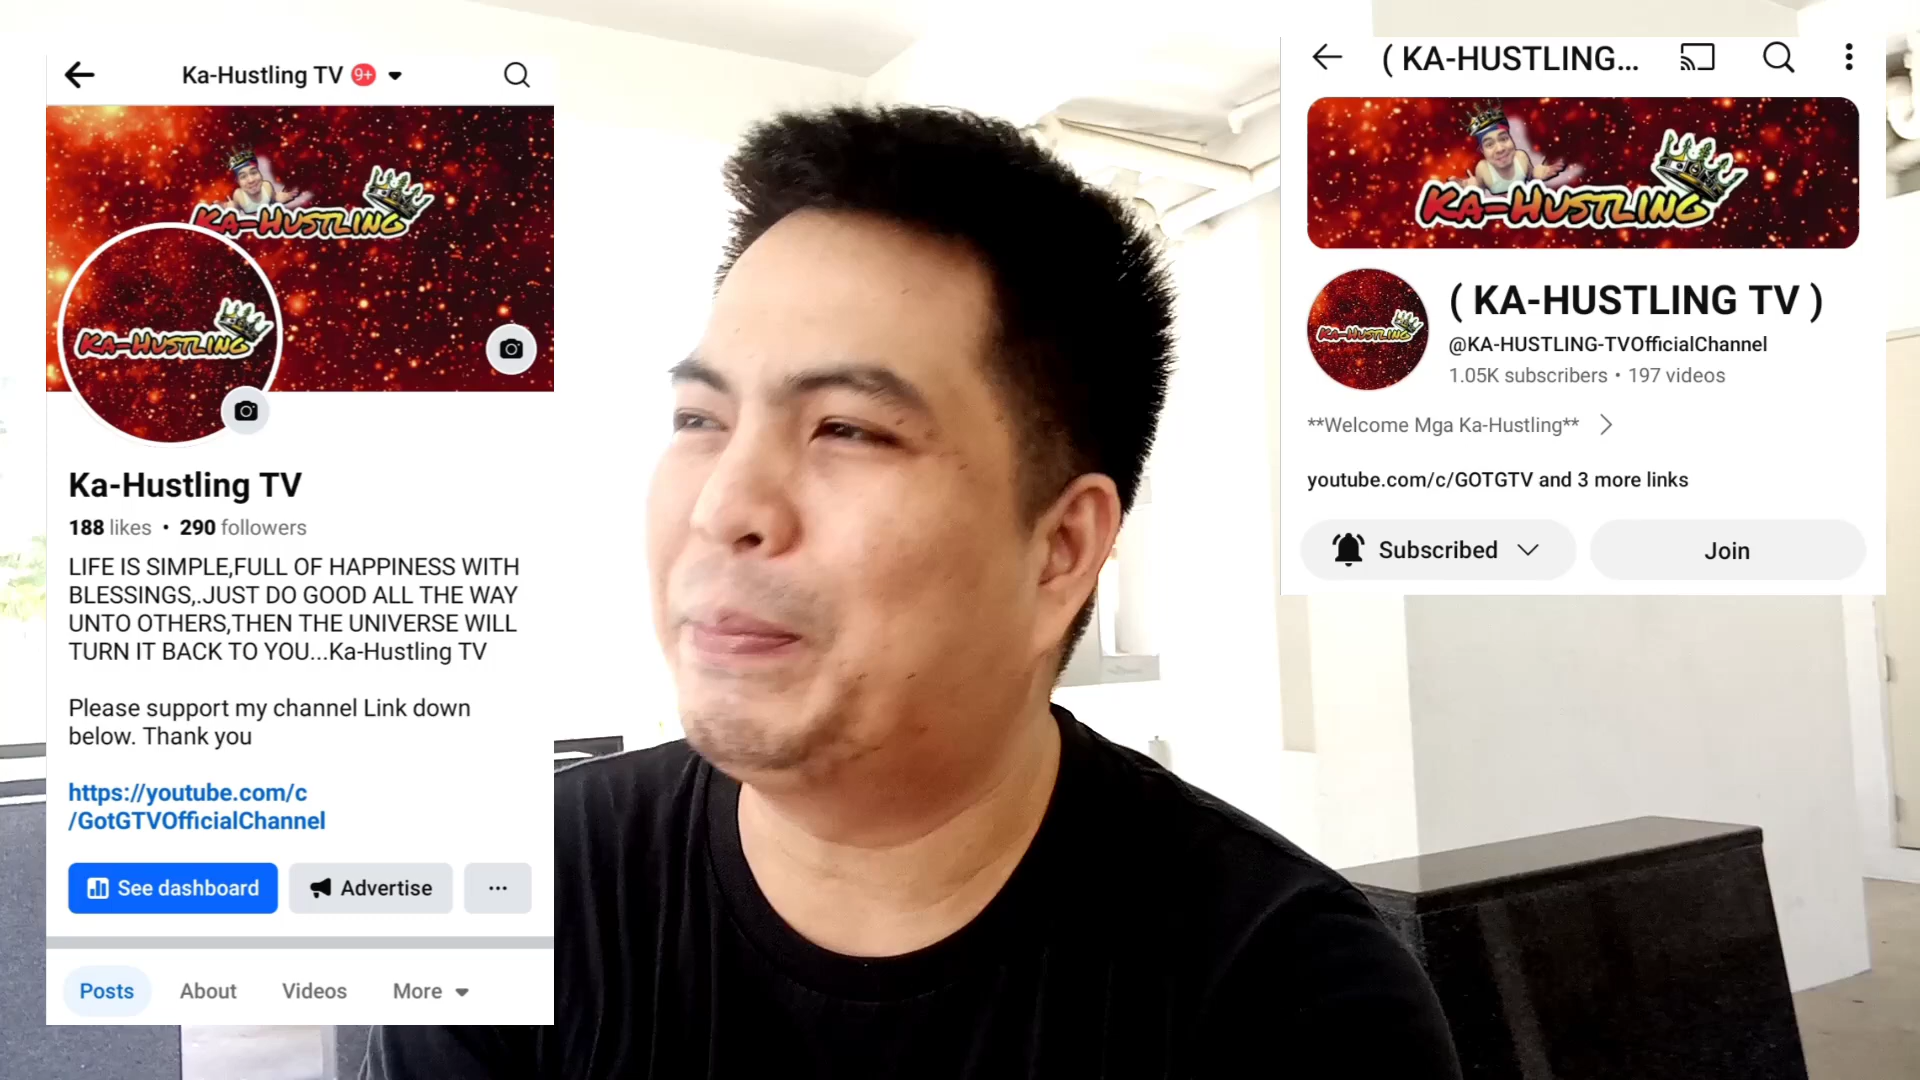 Ka-Hustling TV 9+
KA-HUSTLING
KA-HUSTLING
Ka-Hustling TV
188 likes • 290 followers
LIFE IS SIMPLE,FULL OF HAPPINESS WITH
BLESSINGS,.JUST DO GOOD ALL THE WAY
UNTO OTHERS,THEN THE UNIVERSE WILL
TURN IT BACK TO YOU...Ka-Hustling TV
Please support my channel Link down
below. Thank you
https://youtube.com/c
/GotGTVOfficialChannel
See dashboard
Advertise
...
Posts About Videos More
( KA-HUSTLING...
KA-HUSTLING
KA-HUSTLING
( KA-HUSTLING TV )
@KA-HUSTLING-TVOfficialChannel
1.05K subscribers • 197 videos
**Welcome Mga Ka-Hustling**
youtube.com/c/GOTGTV and 3 more links
Subscribed
Join